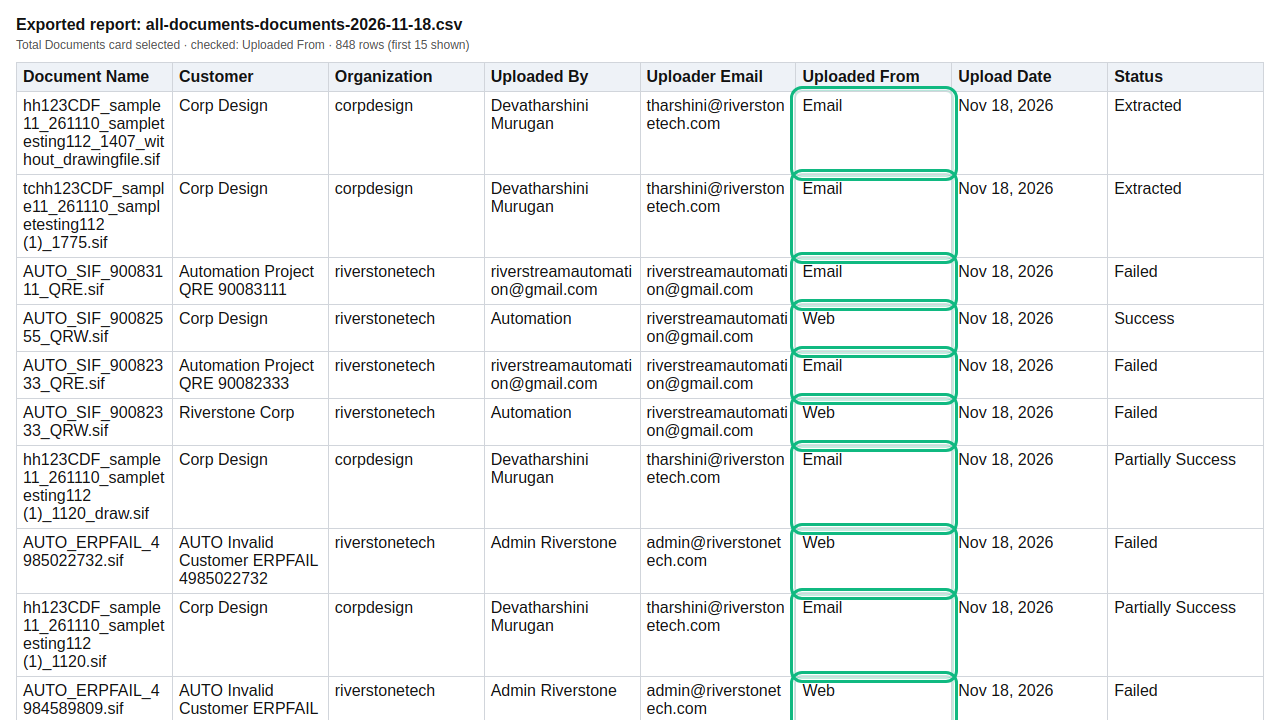 Exported report: all-documents-documents-2026-11-18.csv
Total Documents card selected · checked: Uploaded From · 848 rows (first 15 shown)
Document Name Customer Organization Uploaded By Uploader Email Uploaded From Upload Date Status
hh123CDF_sample Corp Design corpdesign Devatharshini tharshini@riverston Email Nov 18, 2026 Extracted
11_261110_samplet Murugan etech.com
esting112_1407_wit
hout_drawingfile.sif
tchh123CDF_sampl Corp Design corpdesign Devatharshini tharshini@riverston Email Nov 18, 2026 Extracted
e11_261110_sampl Murugan etech.com
etesting112
(1)_1775.sif
AUTO_SIF_900831 Automation Project riverstonetech riverstreamautomati riverstreamautomati Email Nov 18, 2026 Failed
11_QRE.sif QRE 90083111 on@gmail.com on@gmail.com
AUTO_SIF_900825 Corp Design riverstonetech Automation riverstreamautomati Web Nov 18, 2026 Success
55_QRW.sif on@gmail.com
AUTO_SIF_900823 Automation Project riverstonetech riverstreamautomati riverstreamautomati Email Nov 18, 2026 Failed
33_QRE.sif QRE 90082333 on@gmail.com on@gmail.com
AUTO_SIF_900823 Riverstone Corp riverstonetech Automation riverstreamautomati Web Nov 18, 2026 Failed
33_QRW.sif on@gmail.com
hh123CDF_sample Corp Design corpdesign Devatharshini tharshini@riverston Email Nov 18, 2026 Partially Success
11_261110_samplet Murugan etech.com
esting112
(1)_1120_draw.sif
AUTO_ERPFAIL_4 AUTO Invalid riverstonetech Admin Riverstone admin@riverstonet Web Nov 18, 2026 Failed
985022732.sif Customer ERPFAIL ech.com
4985022732
hh123CDF_sample Corp Design corpdesign Devatharshini tharshini@riverston Email Nov 18, 2026 Partially Success
11_261110_samplet Murugan etech.com
esting112
(1)_1120.sif
AUTO_ERPFAIL_4 AUTO Invalid riverstonetech Admin Riverstone admin@riverstonet Web Nov 18, 2026 Failed
984589809.sif Customer ERPFAIL ech.com